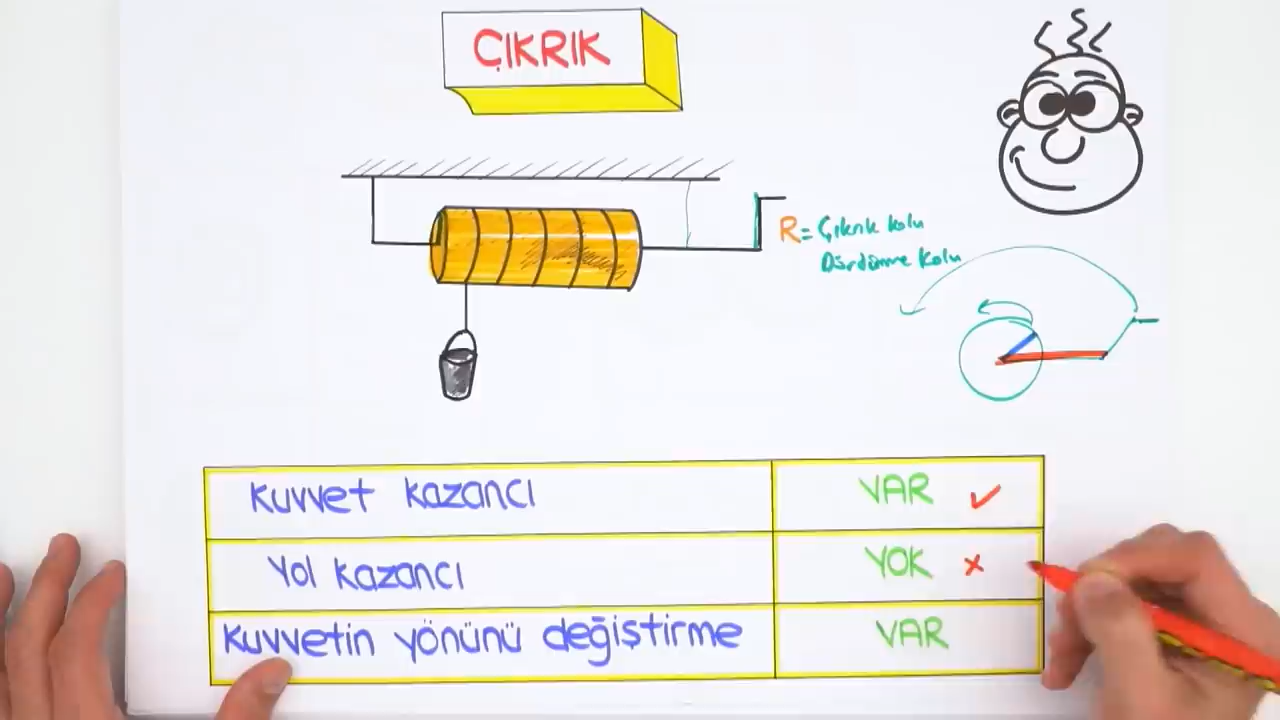 ÇIKRIK
R= Çıkrık kolu
Döndürme Kolu
Kuvvet kazancı VAR ✓
Yol kazancı YOK ×
Kuvvetin yönünü değiştirme VAR